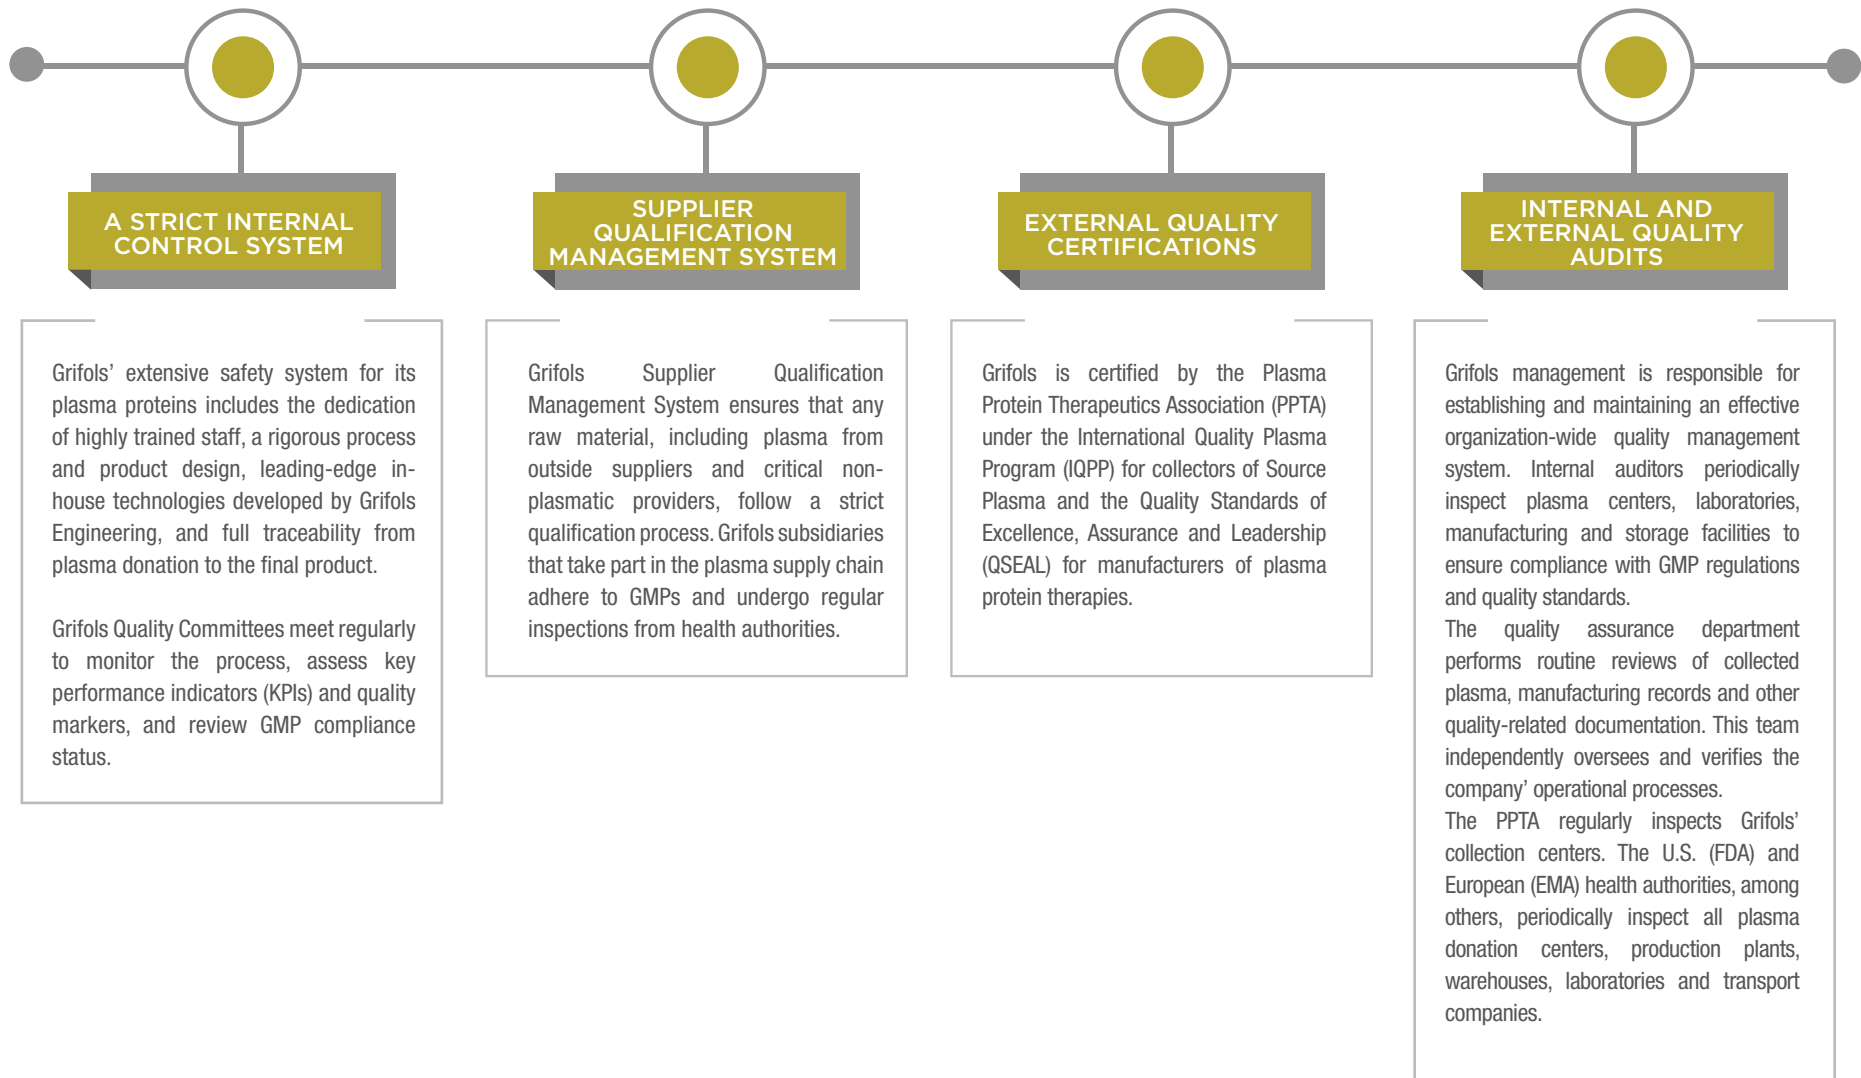 A STRICT INTERNAL
CONTROL SYSTEM
Grifols’ extensive safety system for its
plasma proteins includes the dedication
of highly trained staff, a rigorous process
and product design, leading-edge in-
house technologies developed by Grifols
Engineering, and full traceability from
plasma donation to the final product.
Grifols Quality Committees meet regularly
to monitor the process, assess key
performance indicators (KPIs) and quality
markers, and review GMP compliance
status.
SUPPLIER
QUALIFICATION
MANAGEMENT SYSTEM
Grifols Supplier Qualification
Management System ensures that any
raw material, including plasma from
outside suppliers and critical non-
plasmatic providers, follow a strict
qualification process. Grifols subsidiaries
that take part in the plasma supply chain
adhere to GMPs and undergo regular
inspections from health authorities.
EXTERNAL QUALITY
CERTIFICATIONS
Grifols is certified by the Plasma
Protein Therapeutics Association (PPTA)
under the International Quality Plasma
Program (IQPP) for collectors of Source
Plasma and the Quality Standards of
Excellence, Assurance and Leadership
(QSEAL) for manufacturers of plasma
protein therapies.
INTERNAL AND
EXTERNAL QUALITY
AUDITS
Grifols management is responsible for
establishing and maintaining an effective
organization-wide quality management
system. Internal auditors periodically
inspect plasma centers, laboratories,
manufacturing and storage facilities to
ensure compliance with GMP regulations
and quality standards.
The quality assurance department
performs routine reviews of collected
plasma, manufacturing records and other
quality-related documentation. This team
independently oversees and verifies the
company’ operational processes.
The PPTA regularly inspects Grifols’
collection centers. The U.S. (FDA) and
European (EMA) health authorities, among
others, periodically inspect all plasma
donation centers, production plants,
warehouses, laboratories and transport
companies.